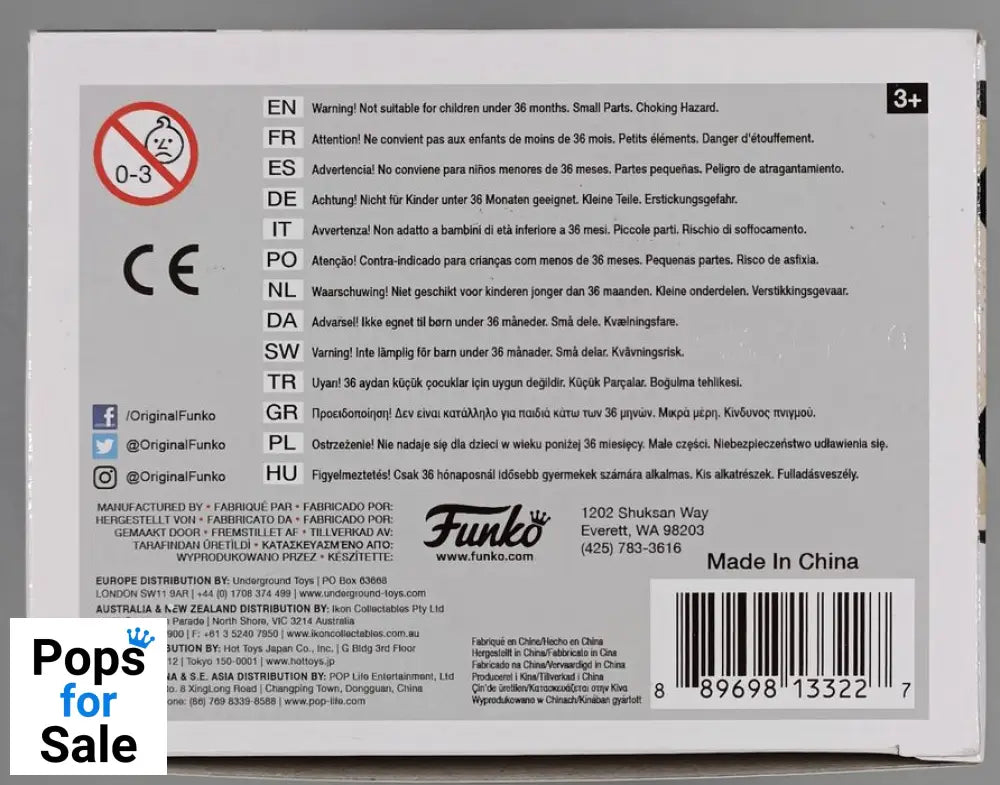 3+
0-3
CE
EN Warning! Not suitable for children under 36 months. Small Parts. Choking Hazard.
FR Attention! Ne convient pas aux enfants de moins de 36 mois. Petits éléments. Danger d'étouffement.
ES Advertencia! No conviene para niños menores de 36 meses. Partes pequeñas. Peligro de atragantamiento.
DE Achtung! Nicht für Kinder unter 36 Monaten geeignet. Kleine Teile. Erstickungsgefahr.
IT Avvertenza! Non adatto a bambini di età inferiore a 36 mesi. Piccole parti. Rischio di soffocamento.
PO Atenção! Contra-indicado para crianças com menos de 36 meses. Pequenas partes. Risco de asfixia.
NL Waarschuwing! Niet geschikt voor kinderen jonger dan 36 maanden. Kleine onderdelen. Verstikkingsgevaar.
DA Advarsel! Ikke egnet til børn under 36 måneder. Små dele. Kvælningsfare.
SW Varning! Inte lämplig för barn under 36 månader. Små delar. Kvävningsrisk.
TR Uyarı! 36 aydan küçük çocuklar için uygun değildir. Küçük Parçalar. Boğulma tehlikesi.
GR Προειδοποίηση! Δεν είναι κατάλληλο για παιδιά κάτω των 36 μηνών. Μικρά μέρη. Κίνδυνος πνιγμού.
PL Ostrzeżenie! Nie nadaje się dla dzieci w wieku poniżej 36 miesięcy. Małe części. Niebezpieczeństwo udławienia się.
HU Figyelmeztetés! Csak 36 hónaposnál idősebb gyermekek számára alkalmas. Kis alkatrészek. Fulladásveszély.
/OriginalFunko
@OriginalFunko
@OriginalFunko
MANUFACTURED BY • FABRIQUÉ PAR • FABRICADO POR:
HERGESTELLT VON • FABBRICATO DA • FABRICADO POR:
GEMAAKT DOOR • FREMSTILLET AF • TILLVERKAD AV:
TARAFINDAN ÜRETİLDİ • ΚΑΤΑΣΚΕΥΑΣΜΈΝΟ ΑΠΌ:
WYPRODUKOWANO PRZEZ • KÉSZÍTETTE:
Funko
www.funko.com
1202 Shuksan Way
Everett, WA 98203
(425) 783-3616
Made In China
EUROPE DISTRIBUTION BY: Underground Toys | PO Box 63668
LONDON SW11 9AR | +44 (0) 1708 374 499 | www.underground-toys.com
AUSTRALIA & NEW ZEALAND DISTRIBUTION BY: Ikon Collectables Pty Ltd
Parade | North Shore, VIC 3214 Australia
900 | F: +61 3 5240 7950 | www.ikoncollectables.com.au
UTION BY: Hot Toys Japan Co., Inc. | G Bldg 3rd Floor
12 | Tokyo 150-0001 | www.hottoys.jp
NA & S.E. ASIA DISTRIBUTION BY: POP Life Entertainment, Ltd
o. 8 XingLong Road | Changping Town, Dongguan, China
one: (86) 769 8339-8588 | www.pop-life.com
Fabriqué en Chine/Hecho en China
Hergestellt in China/Fabbricato in Cina
Fabricado na China/Vervaardigd in China
Produceret i Kina/Tillverkad i China
Çin'de üretilen/Κατασκευάζεται στην Κίνα
Wyprodukowano w Chinach/Kínában gyártott
8 89698 13322 7
Pops
for
Sale